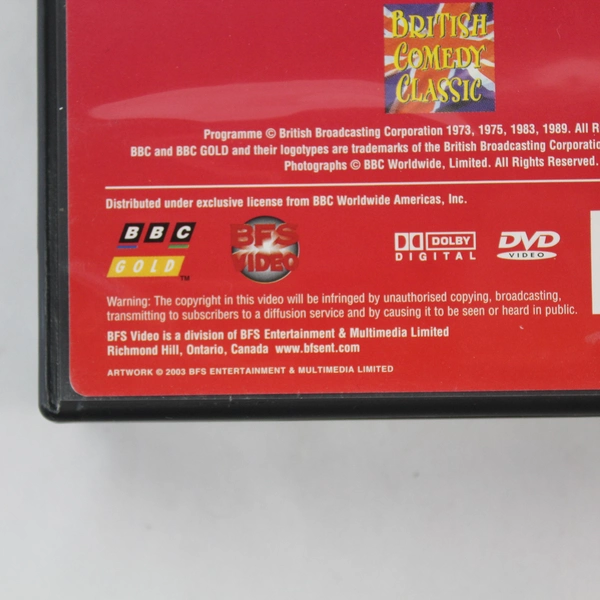 BRITISH
COMEDY
CLASSIC
Programme © British Broadcasting Corporation 1973, 1975, 1983, 1989. All R
BBC and BBC GOLD and their logotypes are trademarks of the British Broadcasting Corporatio
Photographs © BBC Worldwide, Limited. All Rights Reserved.
Distributed under exclusive license from BBC Worldwide Americas, Inc.
BBC
GOLD™
BFS
VIDEO
DOLBY
DIGITAL
DVD
VIDEO
Warning: The copyright in this video will be infringed by unauthorised copying, broadcasting,
transmitting to subscribers to a diffusion service and by causing it to be seen or heard in public.
BFS Video is a division of BFS Entertainment & Multimedia Limited
Richmond Hill, Ontario, Canada www.bfsent.com
ARTWORK © 2003 BFS ENTERTAINMENT & MULTIMEDIA LIMITED